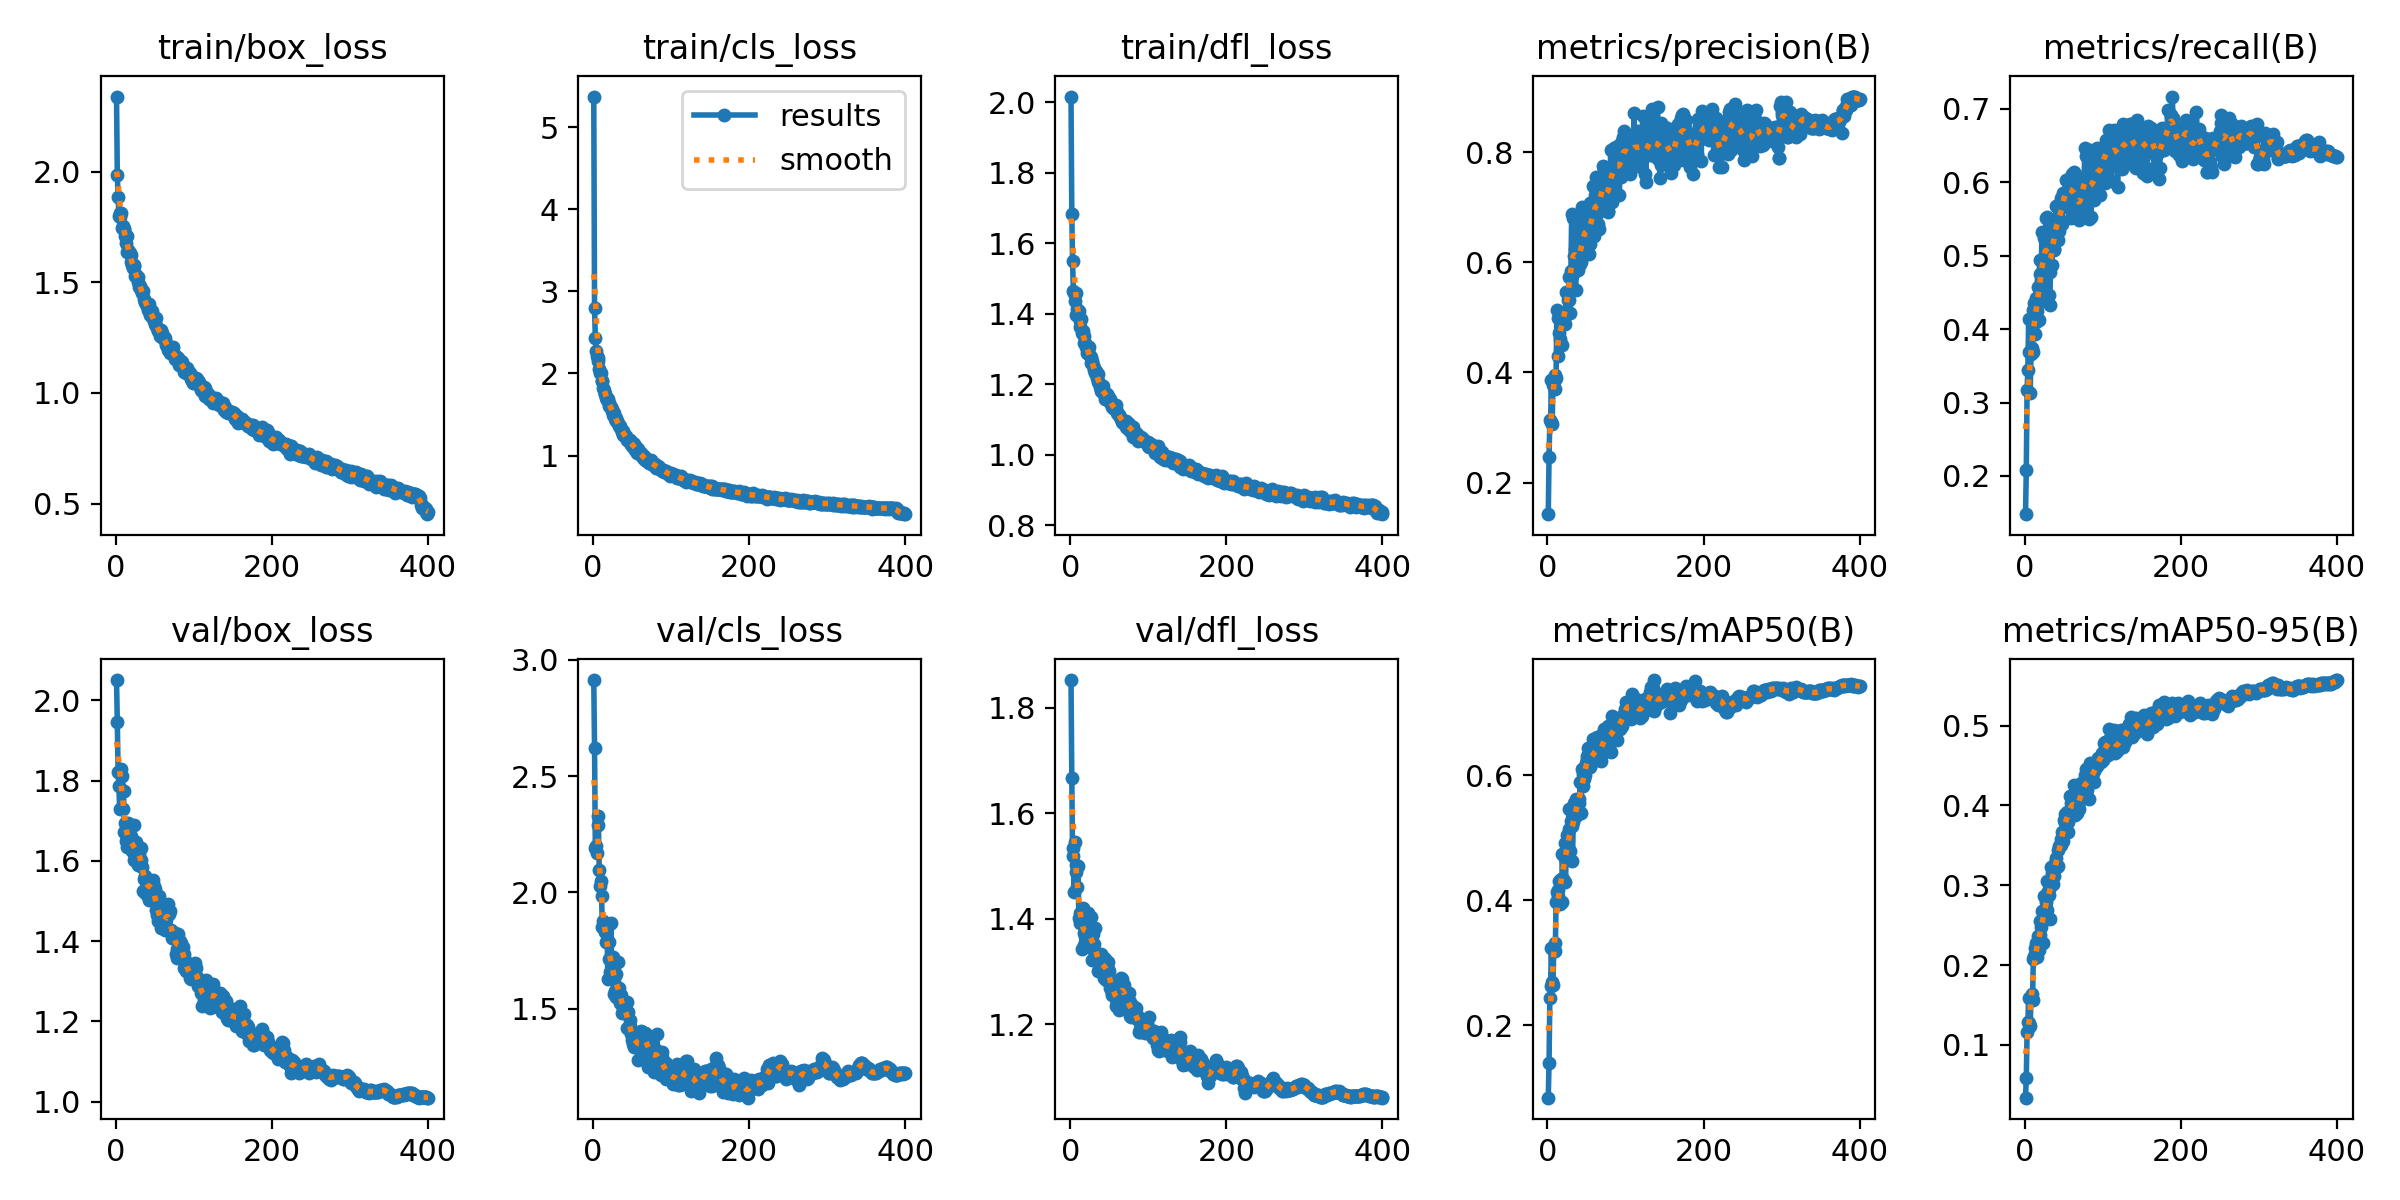 train/box_loss
2.0
1.5
1.0
0.5
0 200 400
train/cls_loss
results
smooth
5
4
3
2
1
0 200 400
train/dfl_loss
2.0
1.8
1.6
1.4
1.2
1.0
0.8
0 200 400
metrics/precision(B)
0.8
0.6
0.4
0.2
0 200 400
metrics/recall(B)
0.7
0.6
0.5
0.4
0.3
0.2
0 200 400
val/box_loss
2.0
1.8
1.6
1.4
1.2
1.0
0 200 400
val/cls_loss
3.0
2.5
2.0
1.5
0 200 400
val/dfl_loss
1.8
1.6
1.4
1.2
0 200 400
metrics/mAP50(B)
0.6
0.4
0.2
0 200 400
metrics/mAP50-95(B)
0.5
0.4
0.3
0.2
0.1
0 200 400